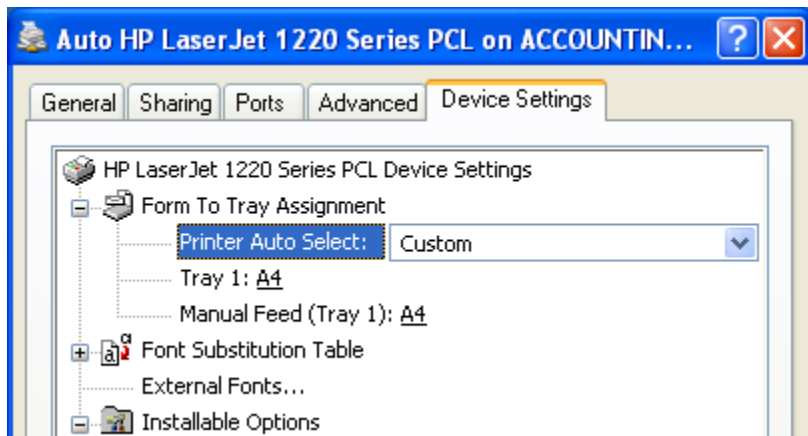 Auto HP LaserJet 1220 Series PCL on ACCOUNTIN...
General Sharing Ports Advanced Device Settings
HP LaserJet 1220 Series PCL Device Settings
Form To Tray Assignment
Printer Auto Select: Custom
Tray 1: A4
Manual Feed (Tray 1): A4
Font Substitution Table
External Fonts...
Installable Options